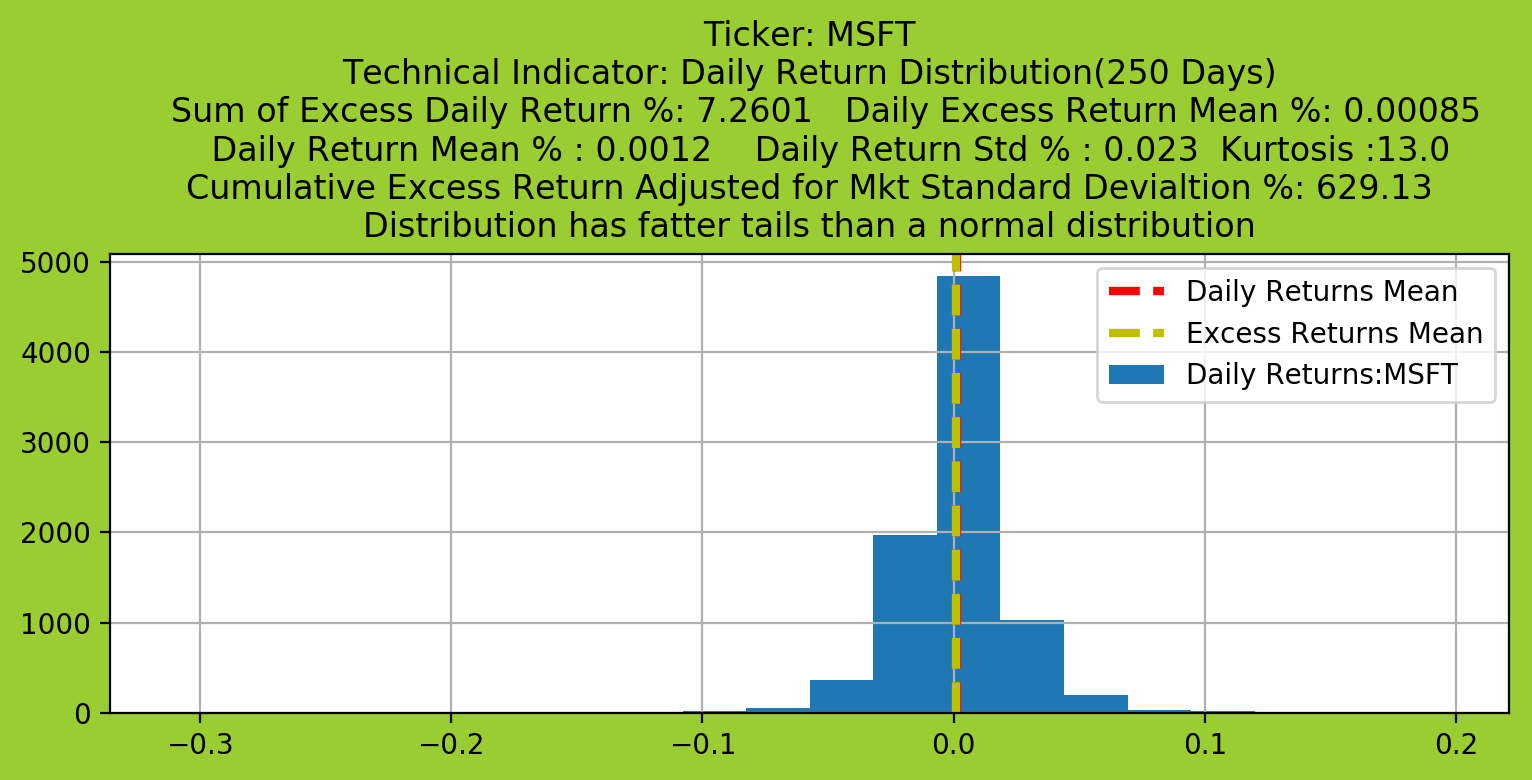 Ticker: MSFT
Technical Indicator: Daily Return Distribution(250 Days)
Sum of Excess Daily Return %: 7.2601   Daily Excess Return Mean %: 0.00085
Daily Return Mean % : 0.0012    Daily Return Std % : 0.023  Kurtosis :13.0
Cumulative Excess Return Adjusted for Mkt Standard Devialtion %: 629.13
Distribution has fatter tails than a normal distribution
5000
4000
3000
2000
1000
0
Daily Returns Mean
Excess Returns Mean
Daily Returns:MSFT
−0.3
−0.2
−0.1
0.0
0.1
0.2